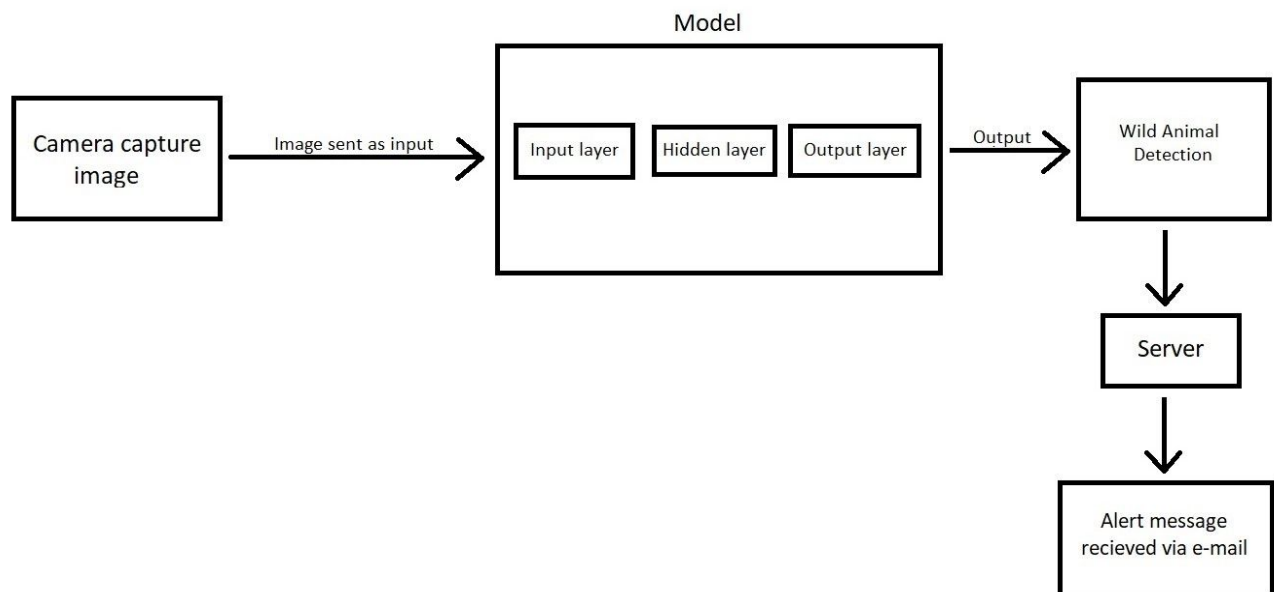 Model
Camera capture
image
Image sent as input
Input layer
Hidden layer
Output layer
Output
Wild Animal
Detection
Server
Alert message
recieved via e-mail